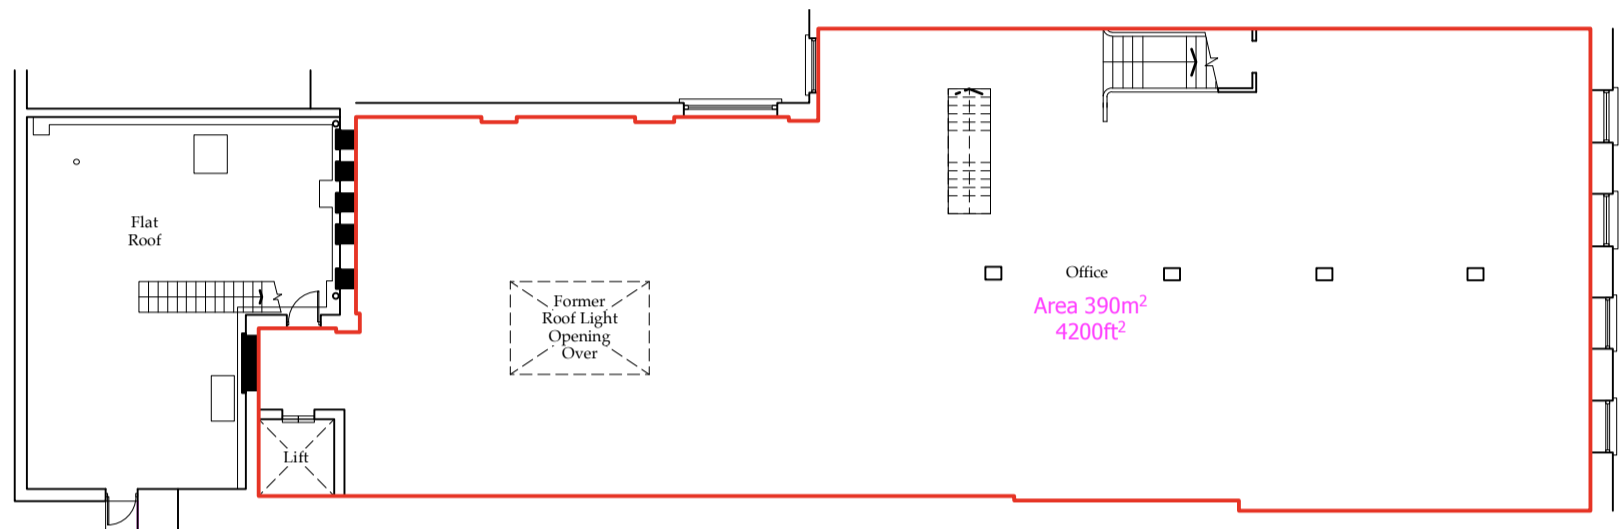 Flat
Roof
Former
Roof Light
Opening
Over
Office
Area 390m²
4200ft²
Lift